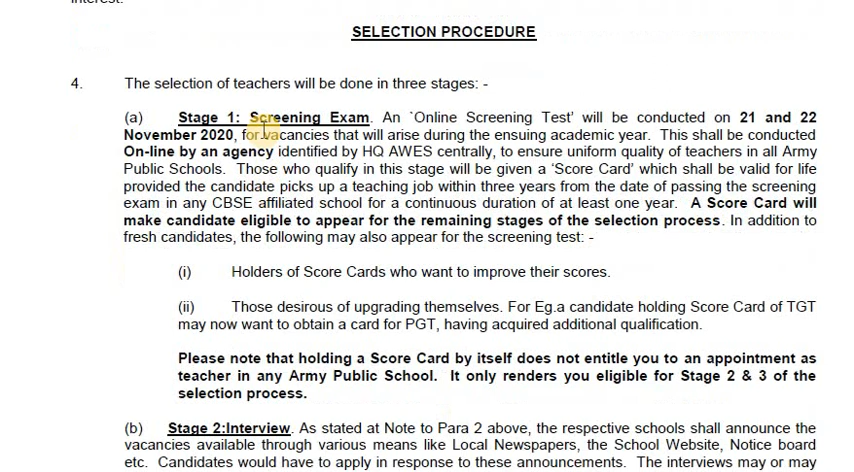 interest.
SELECTION PROCEDURE
4. The selection of teachers will be done in three stages: -
(a) Stage 1: Screening Exam. An `Online Screening Test' will be conducted on 21 and 22
November 2020, for vacancies that will arise during the ensuing academic year. This shall be conducted
On-line by an agency identified by HQ AWES centrally, to ensure uniform quality of teachers in all Army
Public Schools. Those who qualify in this stage will be given a ‘Score Card’ which shall be valid for life
provided the candidate picks up a teaching job within three years from the date of passing the screening
exam in any CBSE affiliated school for a continuous duration of at least one year. A Score Card will
make candidate eligible to appear for the remaining stages of the selection process. In addition to
fresh candidates, the following may also appear for the screening test: -
(i) Holders of Score Cards who want to improve their scores.
(ii) Those desirous of upgrading themselves. For Eg.a candidate holding Score Card of TGT
may now want to obtain a card for PGT, having acquired additional qualification.
Please note that holding a Score Card by itself does not entitle you to an appointment as
teacher in any Army Public School. It only renders you eligible for Stage 2 & 3 of the
selection process.
(b) Stage 2:Interview. As stated at Note to Para 2 above, the respective schools shall announce the
vacancies available through various means like Local Newspapers, the School Website, Notice board
etc. Candidates would have to apply in response to these announcements. The interviews may or may